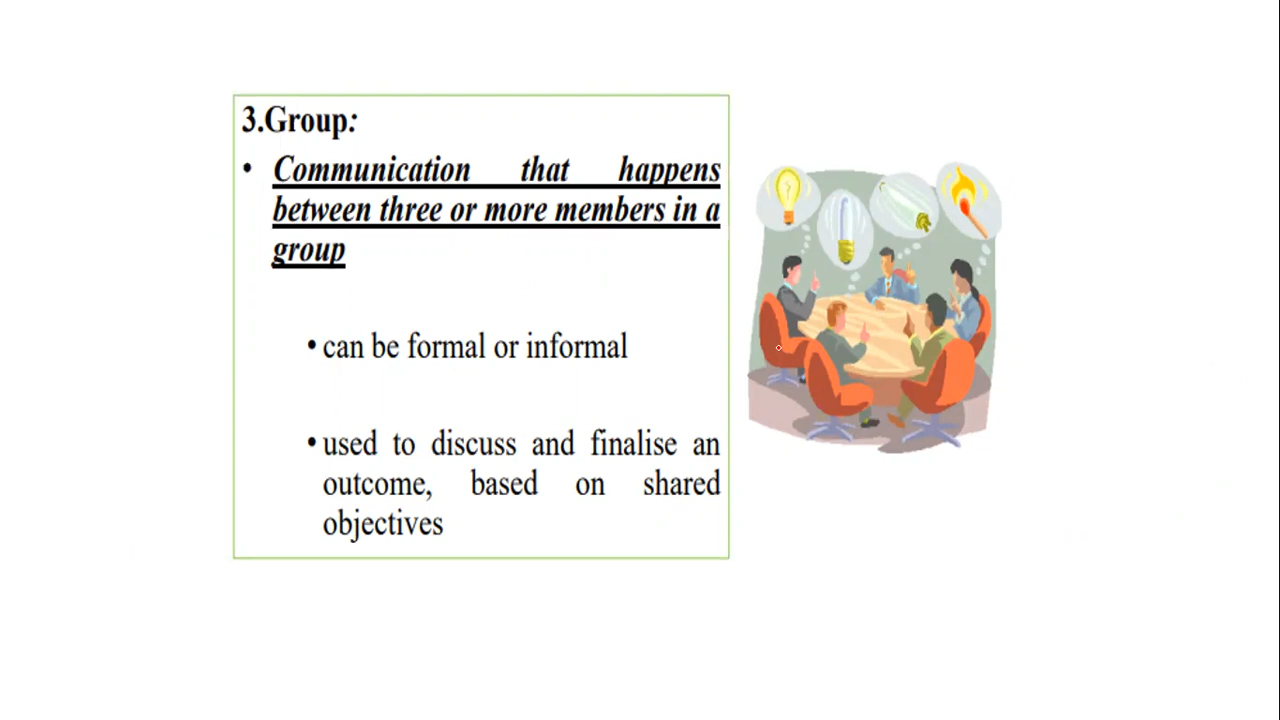 3.Group:
• Communication that happens
between three or more members in a
group
• can be formal or informal
• used to discuss and finalise an
outcome, based on shared
objectives